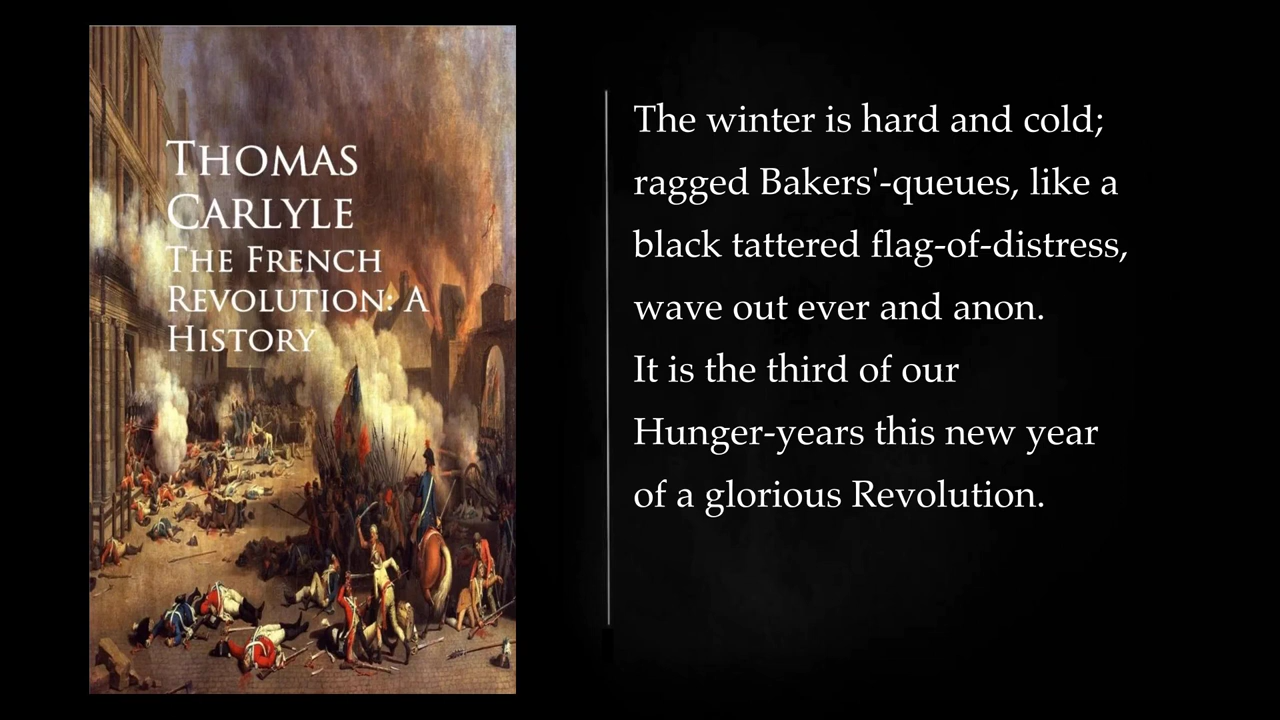 THOMAS
CARLYLE
THE FRENCH
REVOLUTION: A
HISTORY
The winter is hard and cold;
ragged Bakers'-queues, like a
black tattered flag-of-distress,
wave out ever and anon.
It is the third of our
Hunger-years this new year
of a glorious Revolution.